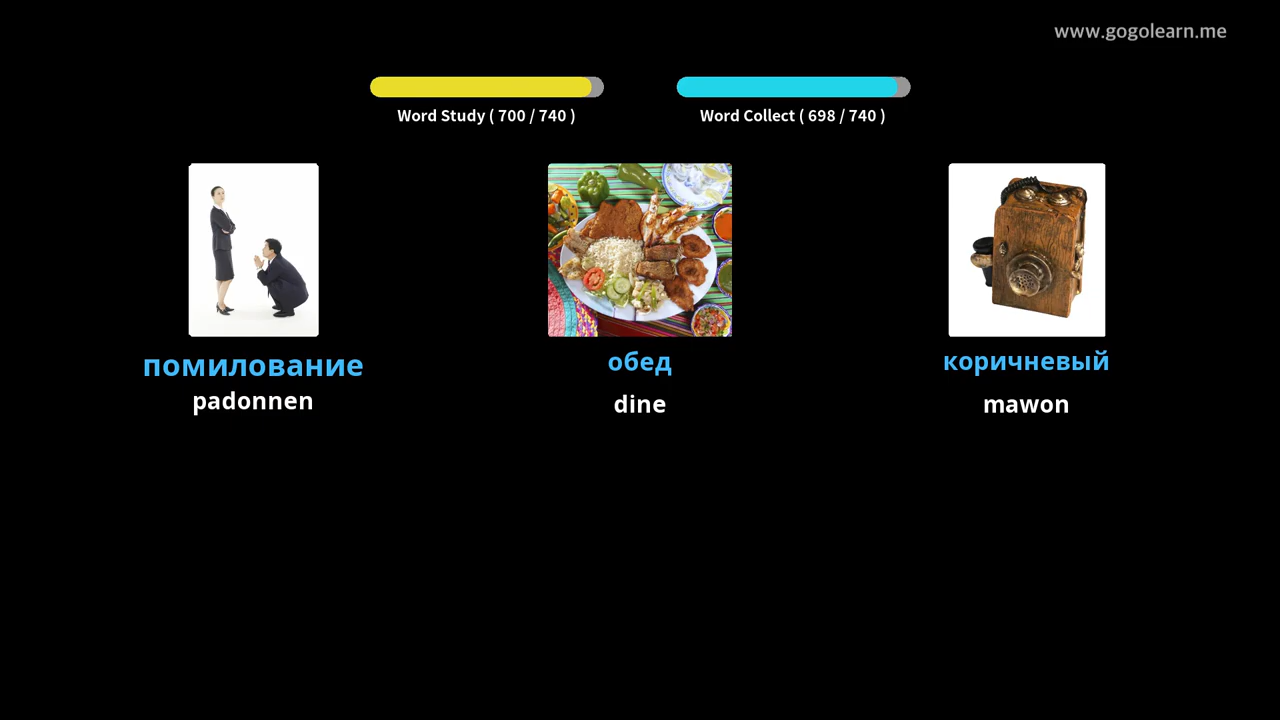 www.gogolearn.me
Word Study ( 700 / 740 )
Word Collect ( 698 / 740 )
помилование
padonnen
обед
dine
коричневый
mawon